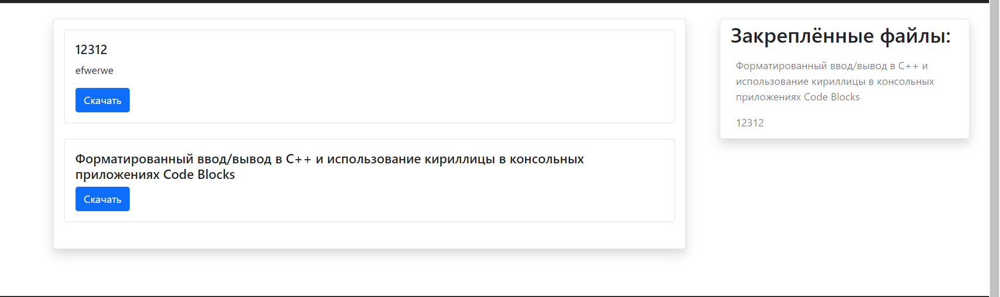 12312
efwerwe
Скачать
Форматированный ввод/вывод в С++ и использование кириллицы в консольных
приложениях Code Blocks
Скачать
Закреплённые файлы:
Форматированный ввод/вывод в С++ и
использование кириллицы в консольных
приложениях Code Blocks
12312